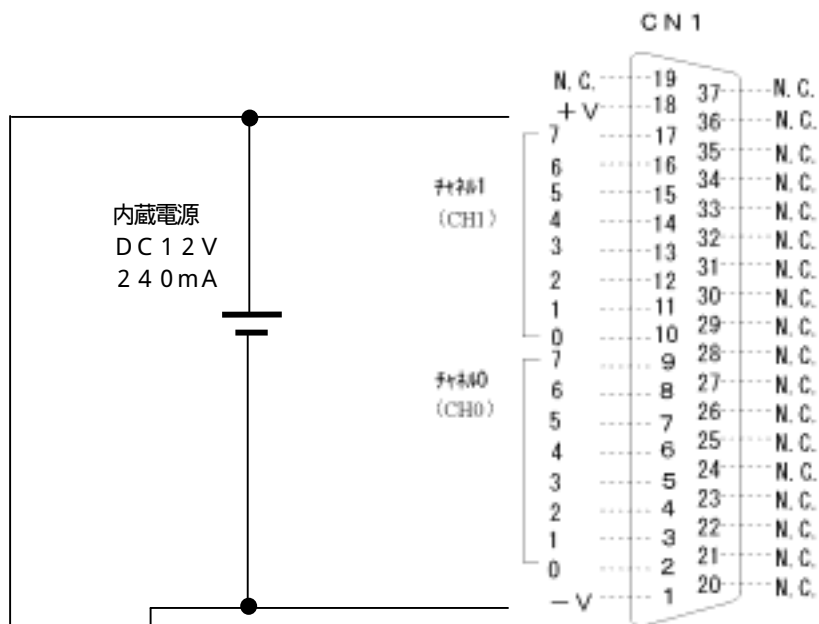 CN1
N.C. 19 37 N.C.
+V 18 36 N.C.
7 17 35 N.C.
6 16 34 N.C.
チャネル1
(CH1)
5 15 33 N.C.
4 14 32 N.C.
3 13 31 N.C.
2 12 30 N.C.
1 11 29 N.C.
0 10 28 N.C.
内蔵電源
DC12V
240mA
チャネル0
(CH0)
7 9 27 N.C.
6 8 26 N.C.
5 7 25 N.C.
4 6 24 N.C.
3 5 23 N.C.
2 4 22 N.C.
1 3 21 N.C.
0 2 20 N.C.
-V 1